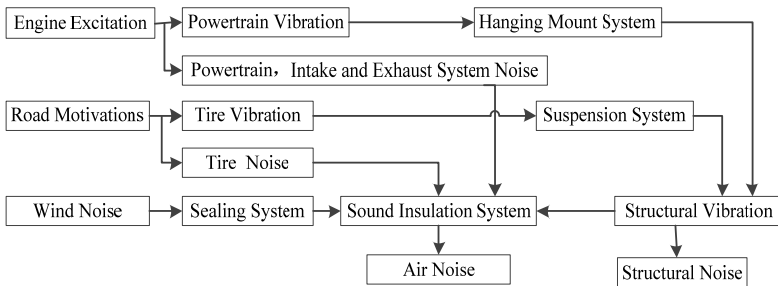 Engine Excitation
Powertrain Vibration
Hanging Mount System
Powertrain，Intake and Exhaust System Noise
Road Motivations
Tire Vibration
Suspension System
Tire Noise
Wind Noise
Sealing System
Sound Insulation System
Structural Vibration
Air Noise
Structural Noise